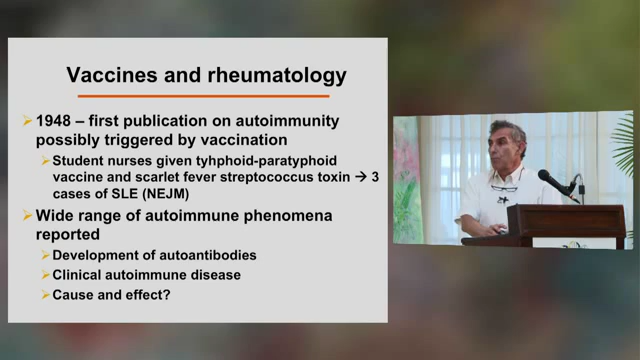 Vaccines and rheumatology
1948 – first publication on autoimmunity
possibly triggered by vaccination
Student nurses given tyhphoid-paratyphoid
vaccine and scarlet fever streptococcus toxin → 3
cases of SLE (NEJM)
Wide range of autoimmune phenomena
reported
Development of autoantibodies
Clinical autoimmune disease
Cause and effect?